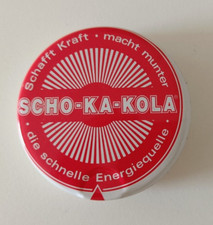 Schafft Kraft · macht munter
SCHO-KA-KOLA
· die schnelle Energiequelle ·